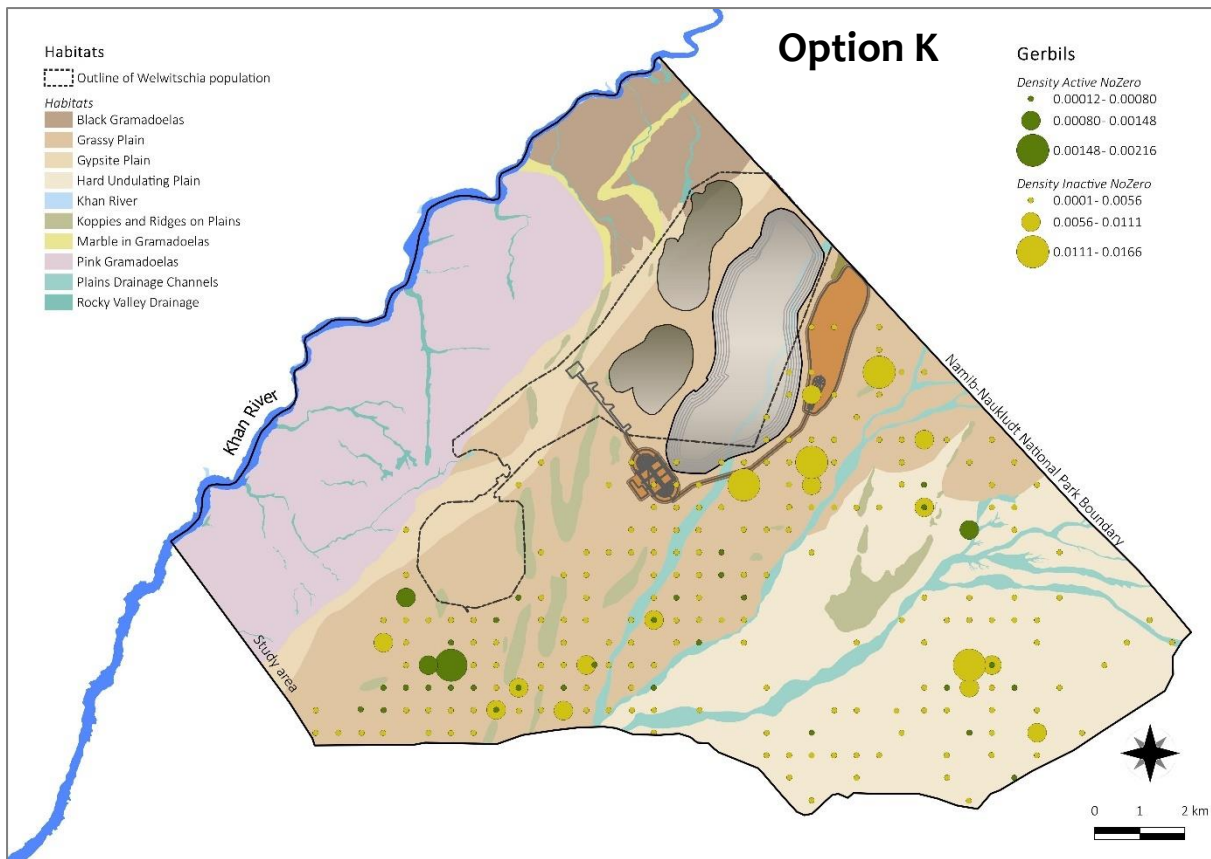 Option K
Habitats
Outline of Welwitschia population
Habitats
Black Gramadoelas
Grassy Plain
Gypsite Plain
Hard Undulating Plain
Khan River
Koppies and Ridges on Plains
Marble in Gramadoelas
Pink Gramadoelas
Plains Drainage Channels
Rocky Valley Drainage
Gerbils
Density Active NoZero
0.00012- 0.00080
0.00080- 0.00148
0.00148- 0.00216
Density Inactive NoZero
0.0001 - 0.0056
0.0056 - 0.0111
0.0111 - 0.0166
Khan River
Namib-Naukludt National Park Boundary
Study area
0 1 2 km